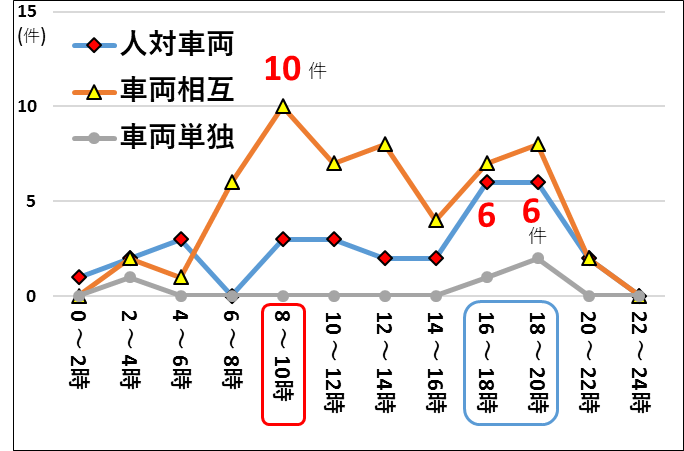 15
(件)
人対車両
10 件
車両相互
10
車両単独
5
6
6
件
0
0～2時
2～4時
4～6時
6～8時
8～10時
10～12時
12～14時
14～16時
16～18時
18～20時
20～22時
22～24時